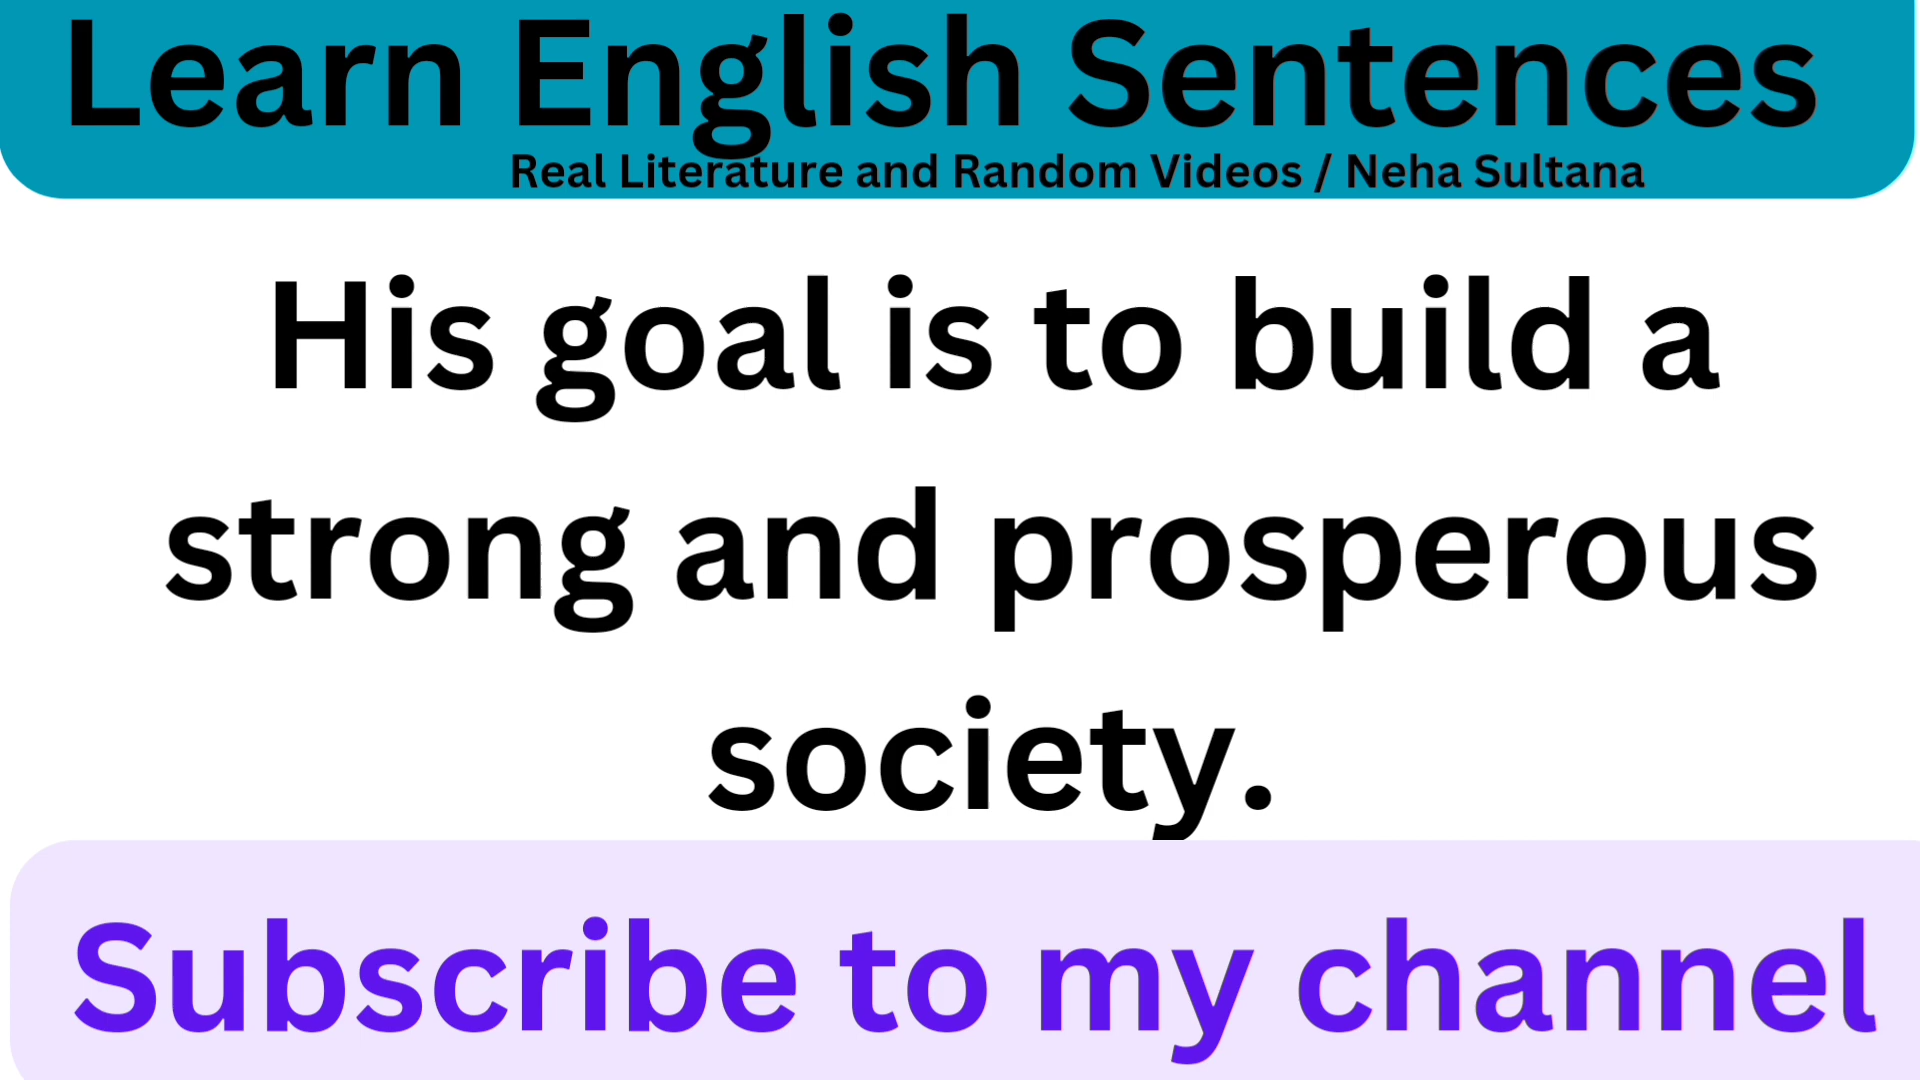 Learn English Sentences
Real Literature and Random Videos / Neha Sultana
His goal is to build a
strong and prosperous
society.
Subscribe to my channel